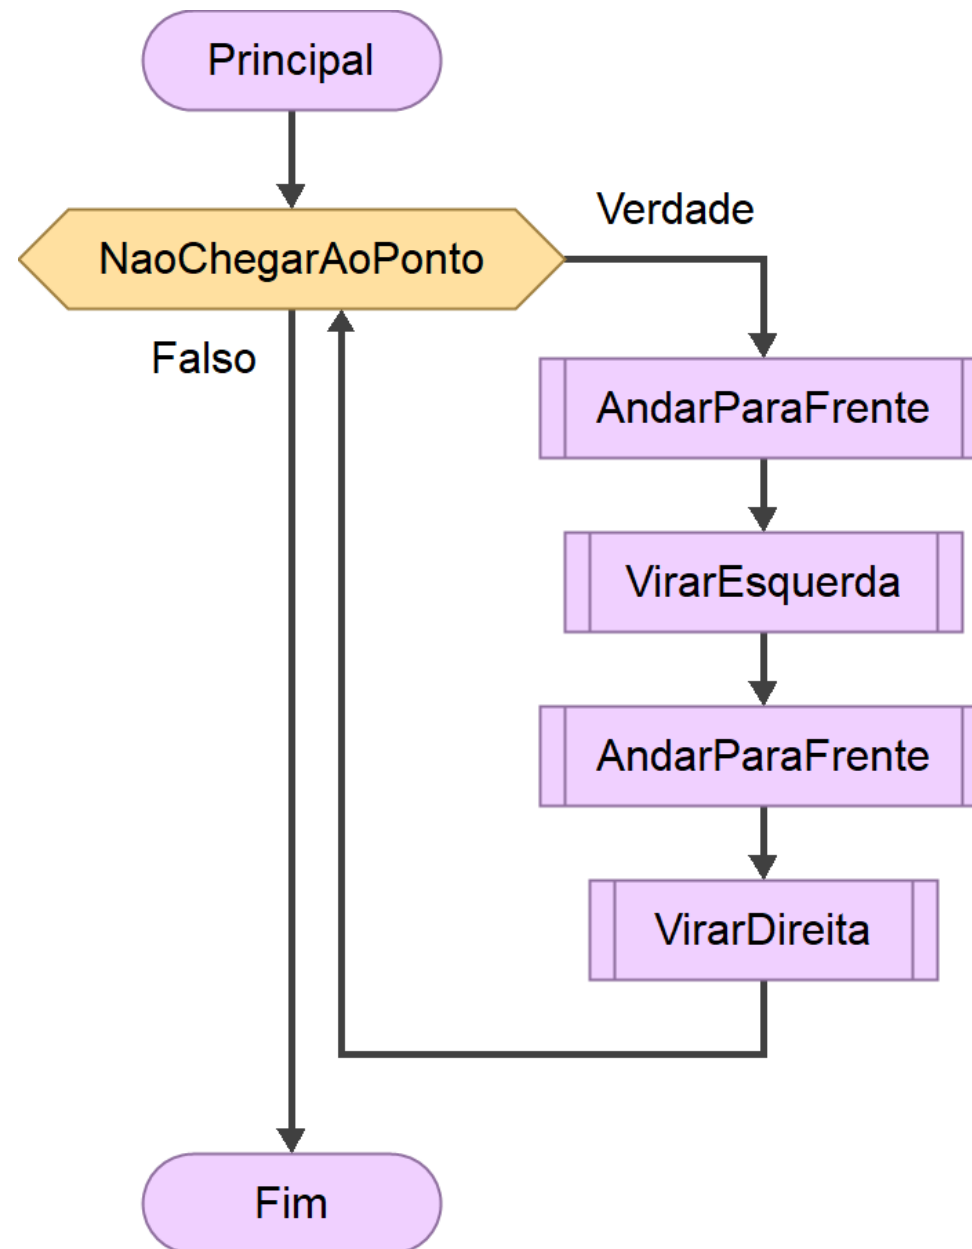 Principal
Verdade
NaoChegarAoPonto
Falso
AndarParaFrente
VirarEsquerda
AndarParaFrente
VirarDireita
Fim